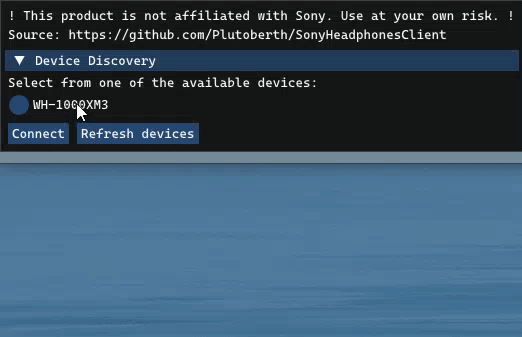 ! This product is not affiliated with Sony. Use at your own risk. !
Source: https://github.com/Plutoberth/SonyHeadphonesClient
▼ Device Discovery
Select from one of the available devices:
WH-1000XM3
Connect Refresh devices